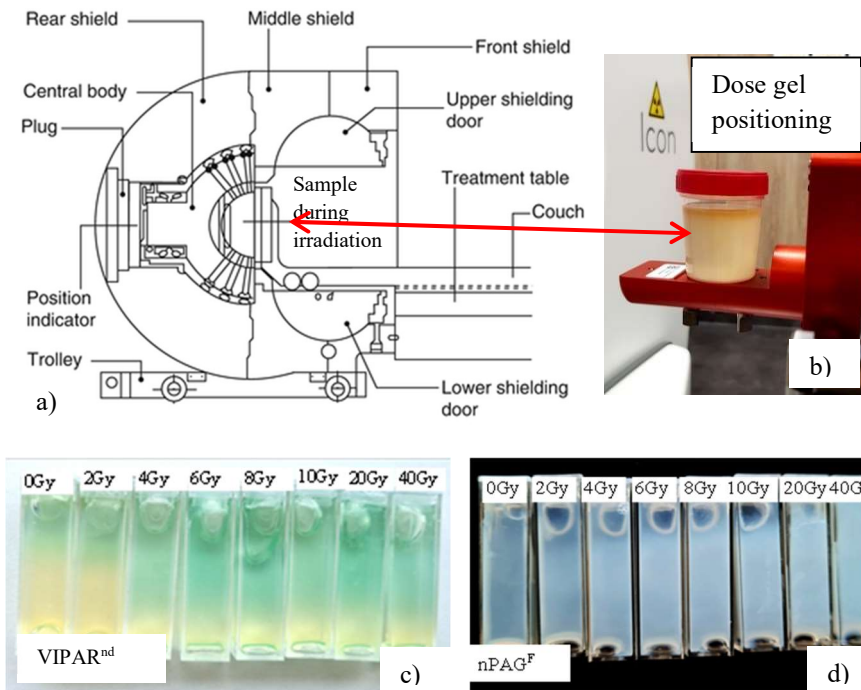 Rear shield
Middle shield
Front shield
Central body
Upper shielding
door
Plug
Sample
during
irradiation
Treatment table
Couch
Position
indicator
Trolley
Lower shielding
door
a)
Dose gel
positioning
Icon
b)
0Gy 2Gy 4Gy 6Gy 8Gy 10Gy 20Gy 40Gy
VIPARⁿᵈ
c)
0Gy 2Gy 4Gy 6Gy 8Gy 10Gy 20Gy 40G
nPAGF
d)